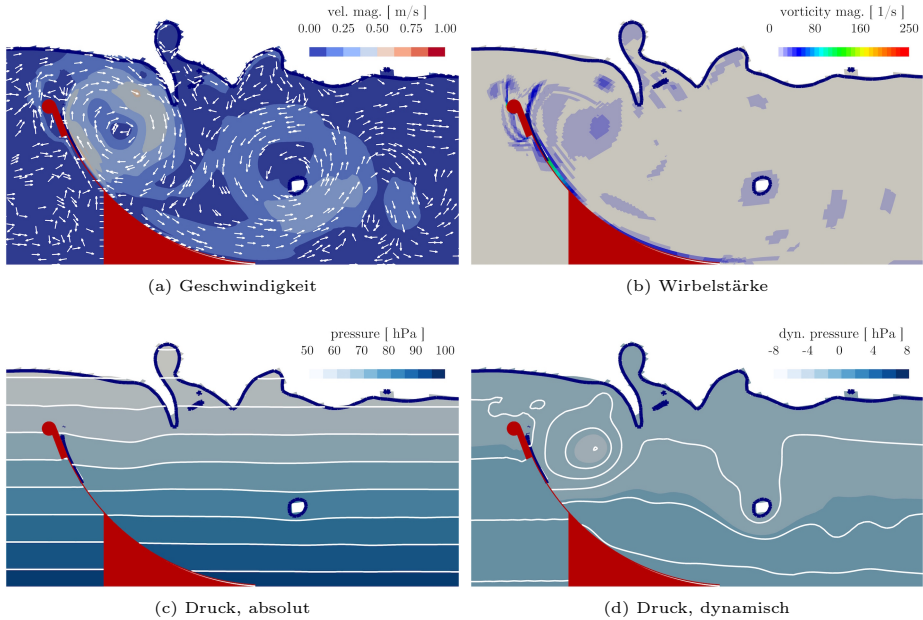 vel. mag. [ m/s ]
0.00 0.25 0.50 0.75 1.00
vorticity mag. [ 1/s ]
0 80 160 250
(a) Geschwindigkeit
(b) Wirbelstärke
pressure [ hPa ]
50 60 70 80 90 100
dyn. pressure [ hPa ]
-8 -4 0 4 8
(c) Druck, absolut
(d) Druck, dynamisch